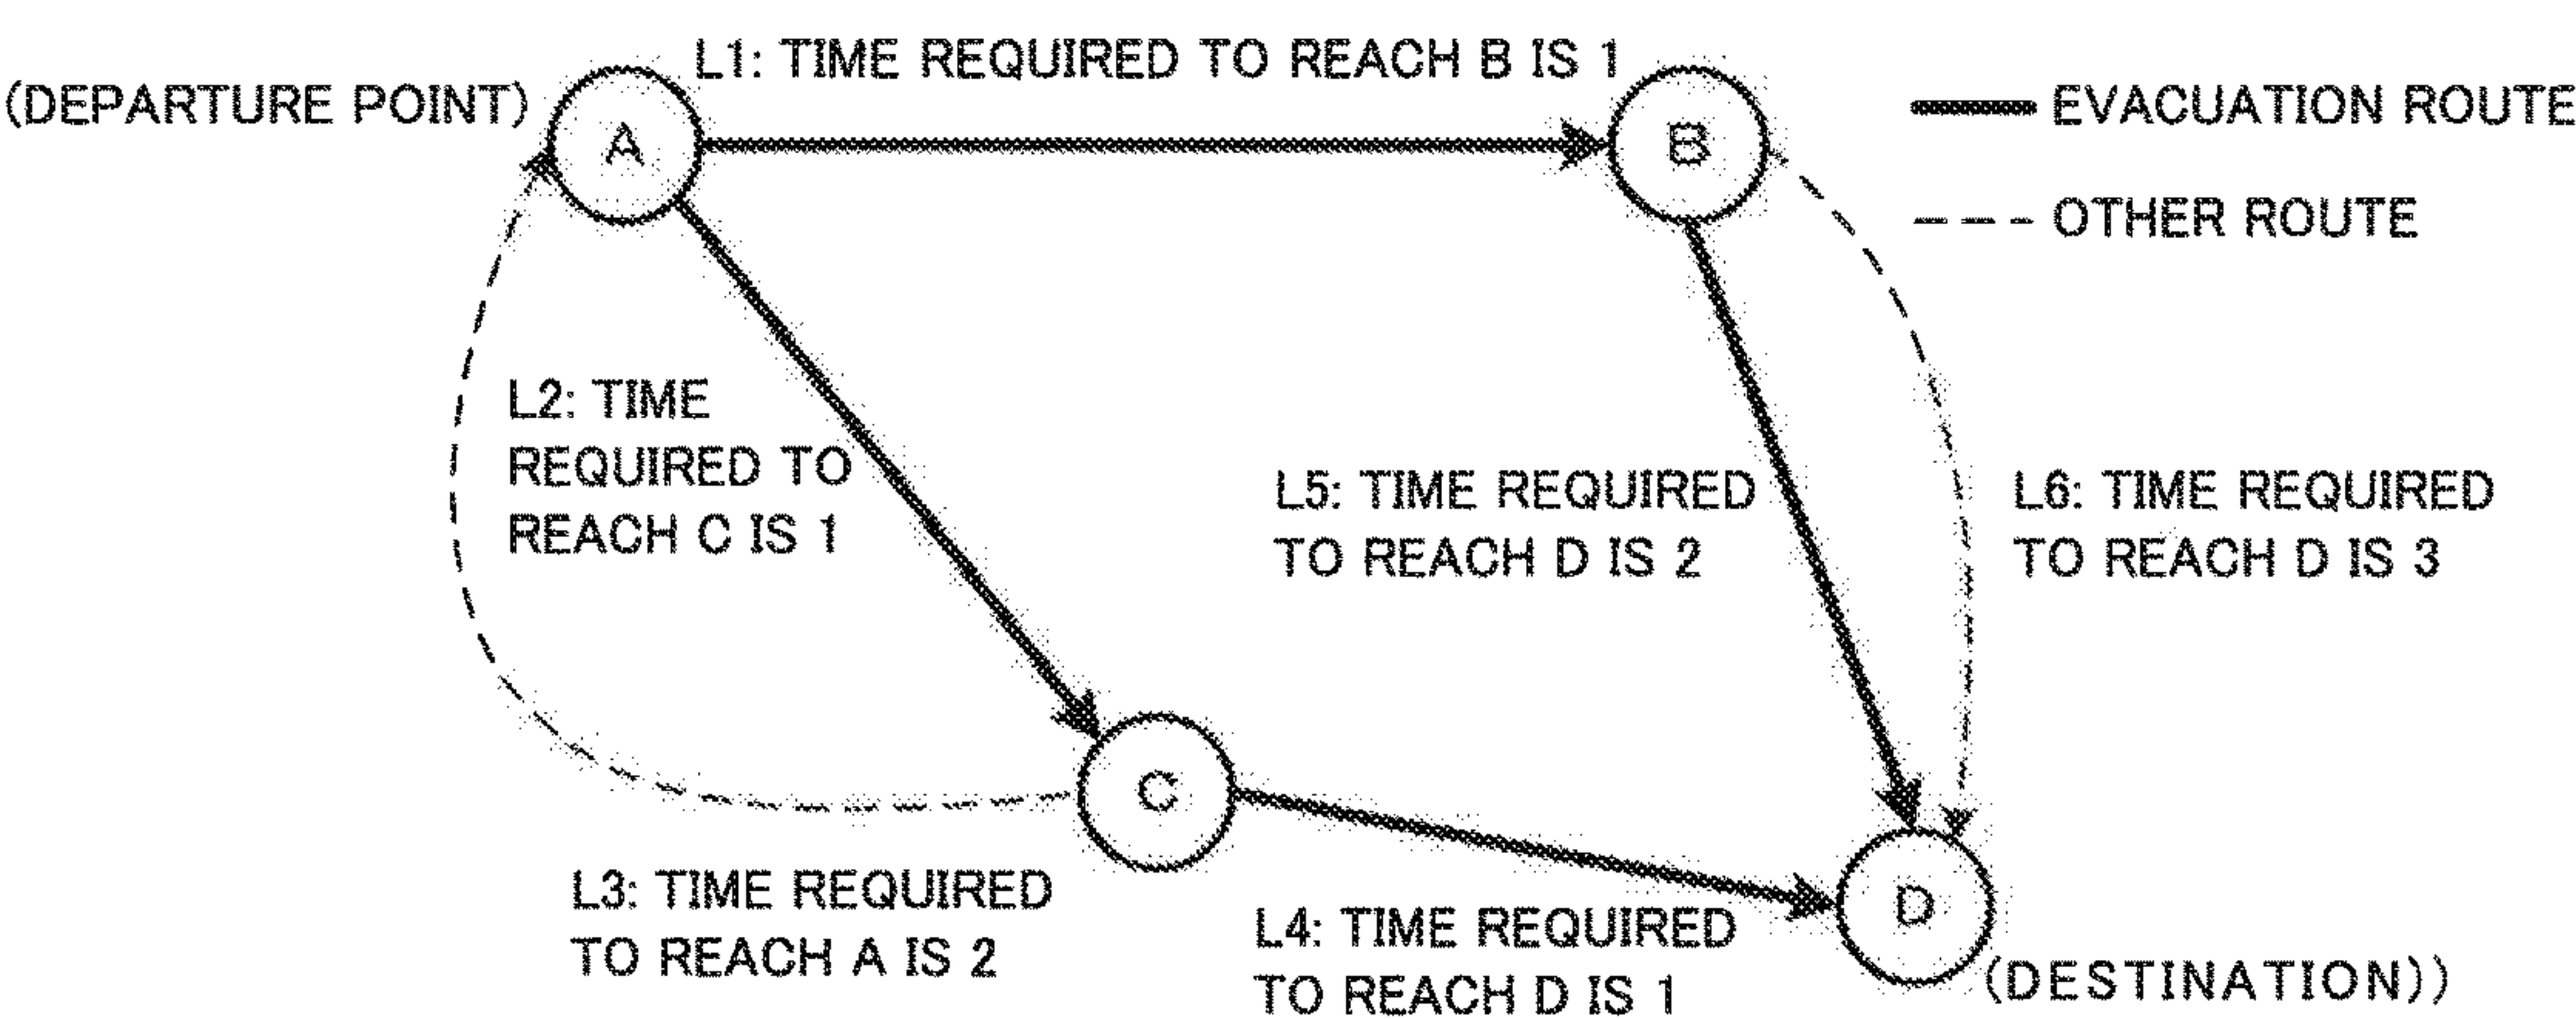 L1: TIME REQUIRED TO REACH B IS 1
(DEPARTURE POINT)
A
B
EVACUATION ROUTE
OTHER ROUTE
L2: TIME
REQUIRED TO
REACH C IS 1
L5: TIME REQUIRED
TO REACH D IS 2
L6: TIME REQUIRED
TO REACH D IS 3
C
L3: TIME REQUIRED
TO REACH A IS 2
L4: TIME REQUIRED
TO REACH D IS 1
D
(DESTINATION))